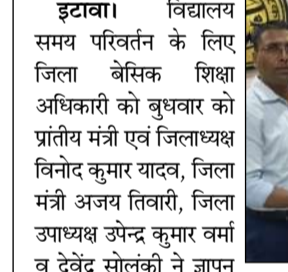 इटावा। विद्यालय
समय परिवर्तन के लिए
जिला बेसिक शिक्षा
अधिकारी को बुधवार को
प्रांतीय मंत्री एवं जिलाध्यक्ष
विनोद कुमार यादव, जिला
मंत्री अजय तिवारी, जिला
उपाध्यक्ष उपेन्द्र कुमार वर्मा
व देवेंद्र सोलंकी ने ज्ञापन